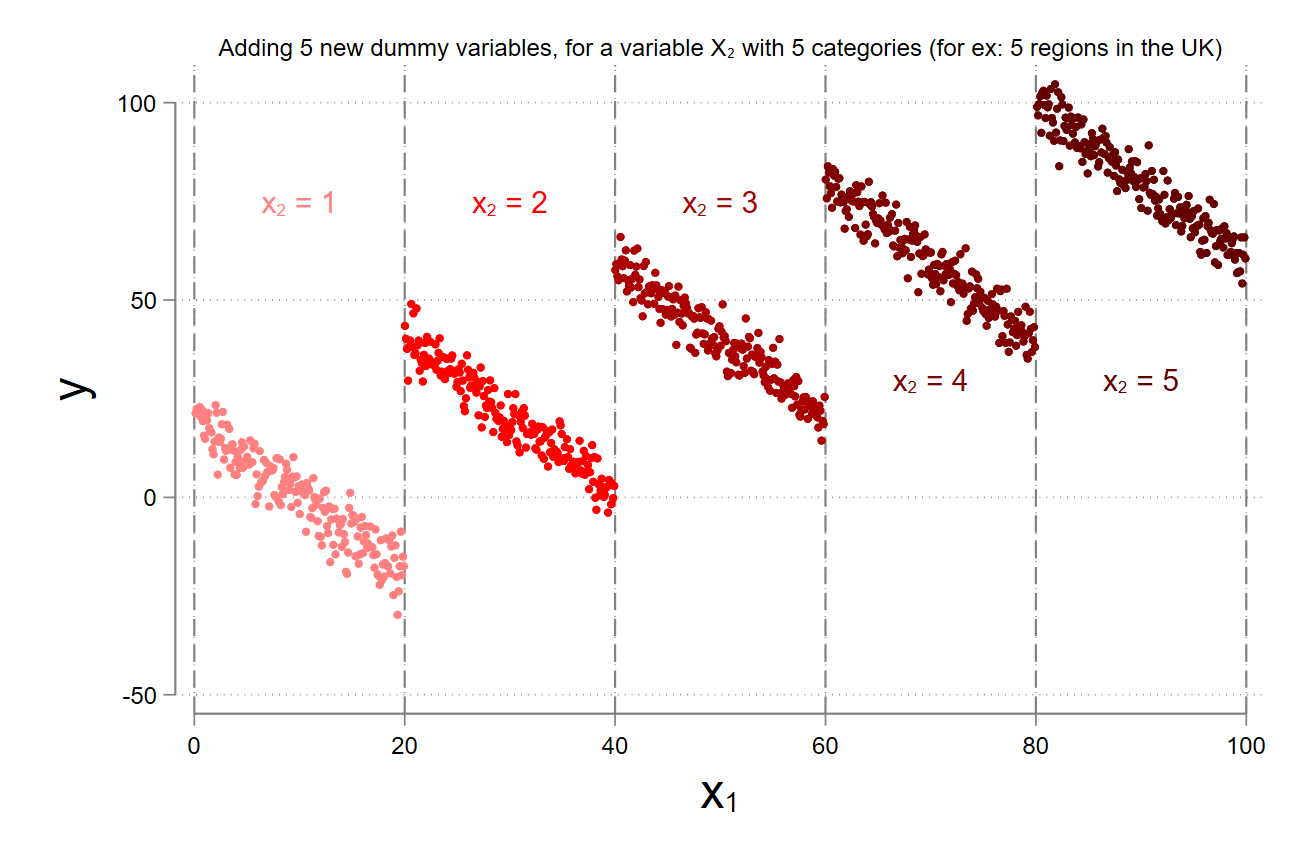 Adding 5 new dummy variables, for a variable X₂ with 5 categories (for ex: 5 regions in the UK)
100
x₂ = 1
x₂ = 2
x₂ = 3
50
x₂ = 4
x₂ = 5
y
0
-50
0 20 40 60 80 100
x₁